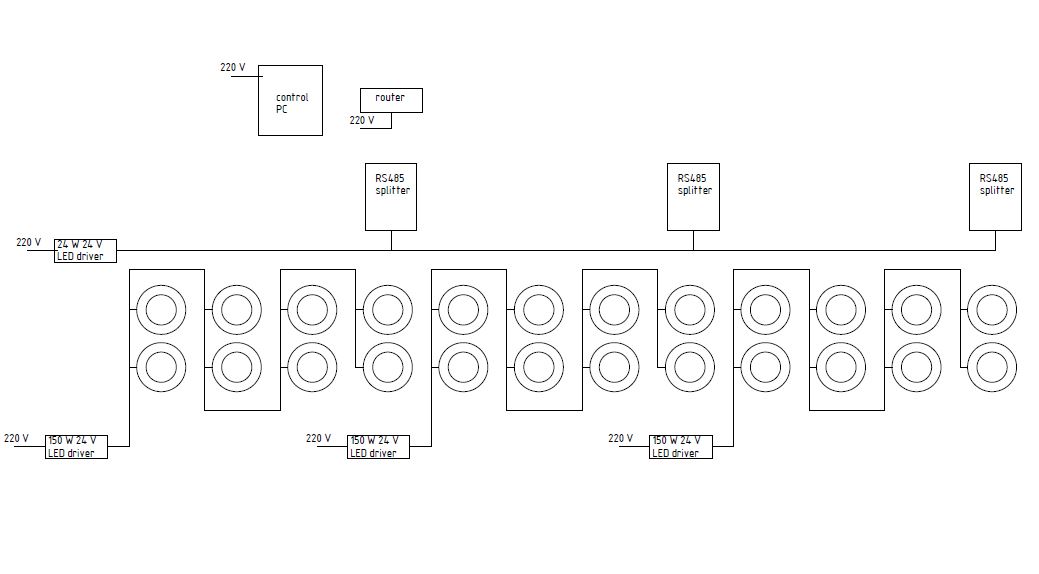 220 V
control
PC
router
220 V
RS485
splitter
RS485
splitter
RS485
splitter
220 V
24 W 24 V
LED driver
220 V
150 W 24 V
LED driver
220 V
150 W 24 V
LED driver
220 V
150 W 24 V
LED driver